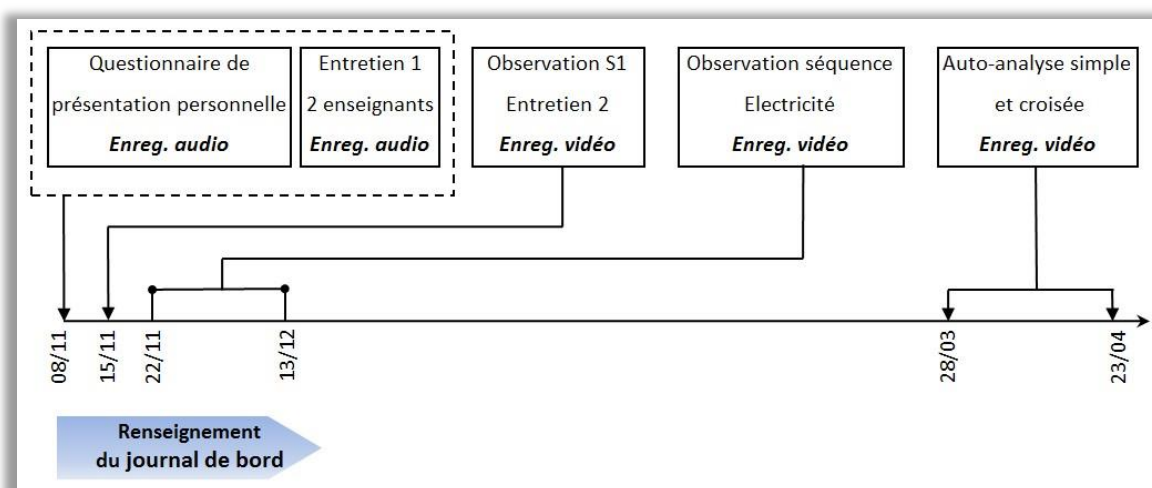 Questionnaire de
présentation personnelle
Enreg. audio
Entretien 1
2 enseignants
Enreg. audio
Observation S1
Entretien 2
Enreg. vidéo
Observation séquence
Electricité
Enreg. vidéo
Auto-analyse simple
et croisée
Enreg. vidéo
08/11
15/11
22/11
13/12
28/03
23/04
Renseignement
du journal de bord